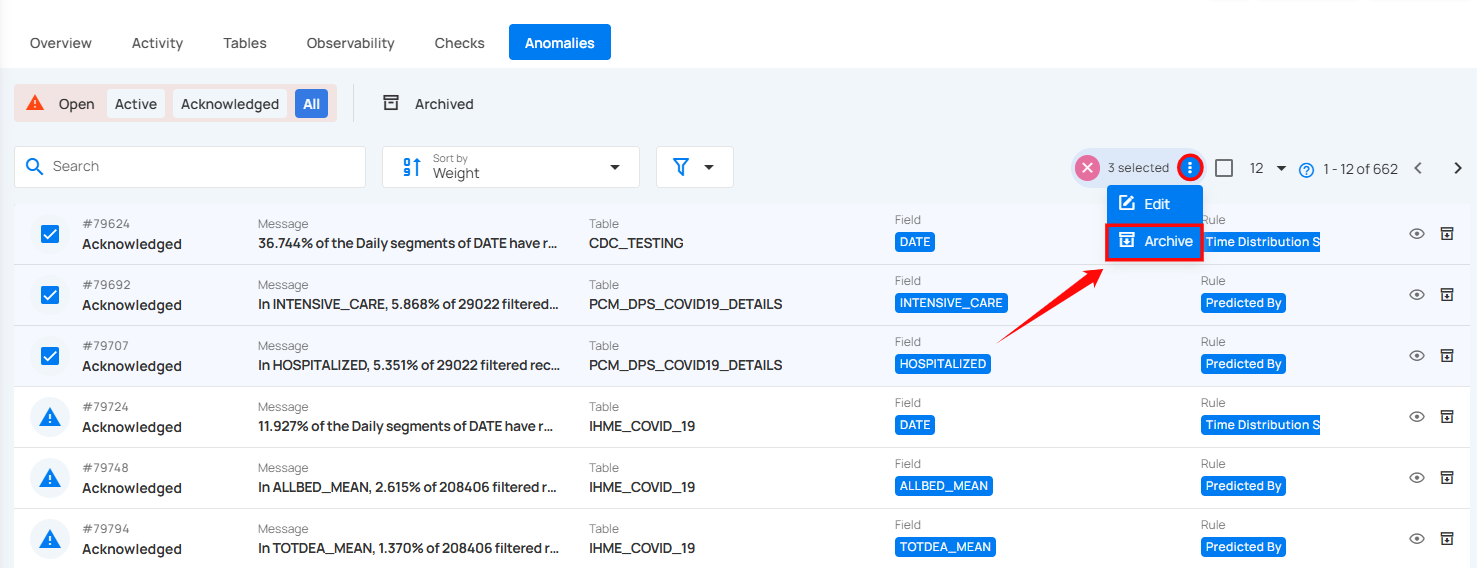 Overview Activity Tables Observability Checks Anomalies
Open Active Acknowledged All Archived
Search
Sort by
Weight
3 selected
12
1 - 12 of 662
Edit
Archive
#79624
Acknowledged
Message
36.744% of the Daily segments of DATE have r...
Table
CDC_TESTING
Field
DATE
Rule
Time Distribution S
#79692
Acknowledged
Message
In INTENSIVE_CARE, 5.868% of 29022 filtered...
Table
PCM_DPS_COVID19_DETAILS
Field
INTENSIVE_CARE
Rule
Predicted By
#79707
Acknowledged
Message
In HOSPITALIZED, 5.351% of 29022 filtered rec...
Table
PCM_DPS_COVID19_DETAILS
Field
HOSPITALIZED
Rule
Predicted By
#79724
Acknowledged
Message
11.927% of the Daily segments of DATE have r...
Table
IHME_COVID_19
Field
DATE
Rule
Time Distribution S
#79748
Acknowledged
Message
In ALLBED_MEAN, 2.615% of 208406 filtered r...
Table
IHME_COVID_19
Field
ALLBED_MEAN
Rule
Predicted By
#79794
Acknowledged
Message
In TOTDEA_MEAN, 1.370% of 208406 filtered r...
Table
IHME_COVID_19
Field
TOTDEA_MEAN
Rule
Predicted By